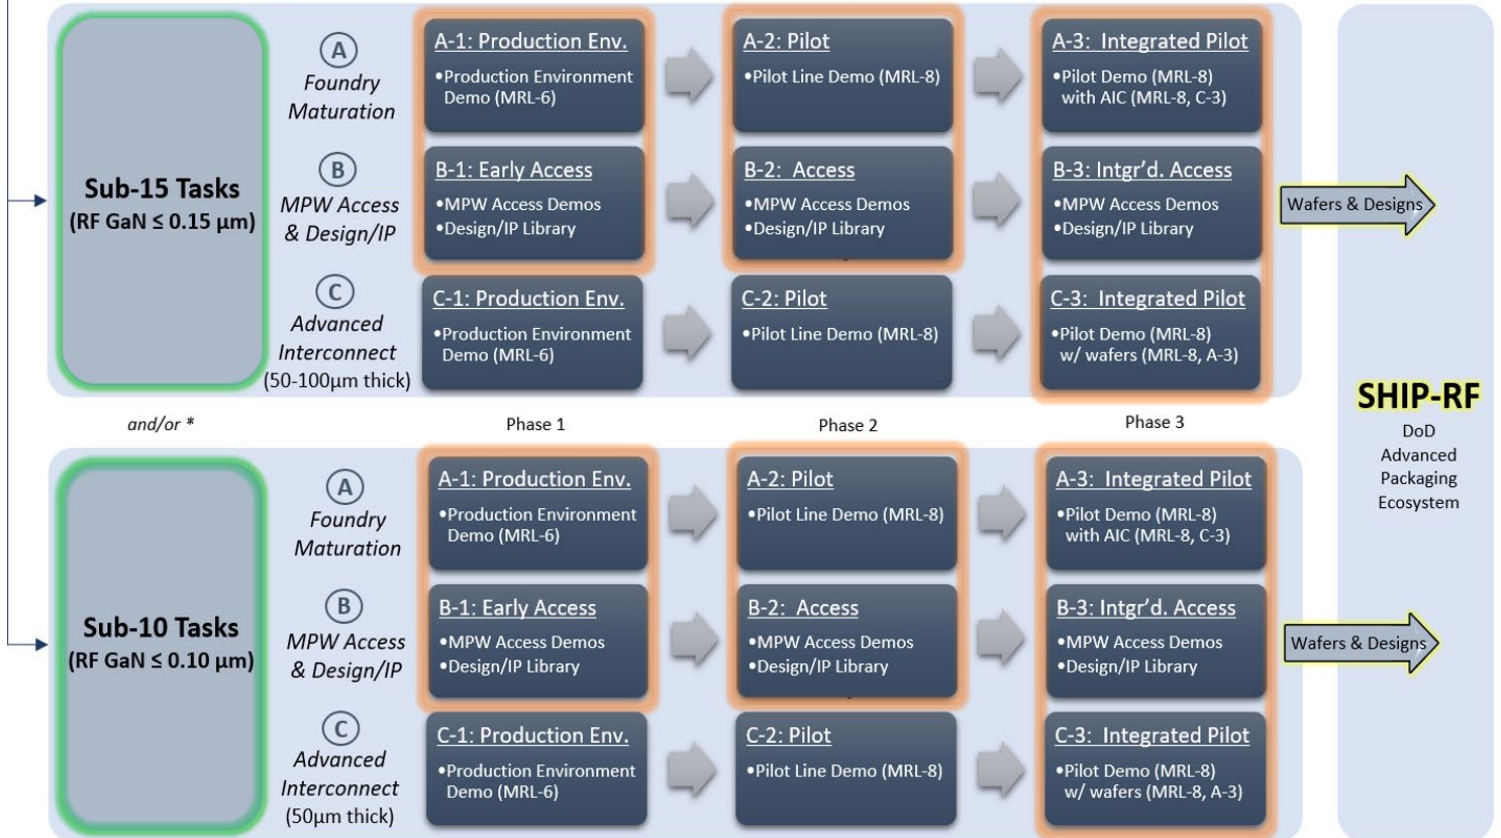 Sub-15 Tasks
(RF GaN ≤ 0.15 µm)
A
Foundry
Maturation
A-1: Production Env.
•Production Environment
Demo (MRL-6)
A-2: Pilot
•Pilot Line Demo (MRL-8)
A-3: Integrated Pilot
•Pilot Demo (MRL-8)
with AIC (MRL-8, C-3)
B
MPW Access
& Design/IP
B-1: Early Access
•MPW Access Demos
•Design/IP Library
B-2: Access
•MPW Access Demos
•Design/IP Library
B-3: Intgr’d. Access
•MPW Access Demos
•Design/IP Library
Wafers & Designs
C
Advanced
Interconnect
(50-100µm thick)
C-1: Production Env.
•Production Environment
Demo (MRL-6)
C-2: Pilot
•Pilot Line Demo (MRL-8)
C-3: Integrated Pilot
•Pilot Demo (MRL-8)
w/ wafers (MRL-8, A-3)
and/or *
Phase 1
Phase 2
Phase 3
SHIP-RF
DoD
Advanced
Packaging
Ecosystem
Sub-10 Tasks
(RF GaN ≤ 0.10 µm)
A
Foundry
Maturation
A-1: Production Env.
•Production Environment
Demo (MRL-6)
A-2: Pilot
•Pilot Line Demo (MRL-8)
A-3: Integrated Pilot
•Pilot Demo (MRL-8)
with AIC (MRL-8, C-3)
B
MPW Access
& Design/IP
B-1: Early Access
•MPW Access Demos
•Design/IP Library
B-2: Access
•MPW Access Demos
•Design/IP Library
B-3: Intgr’d. Access
•MPW Access Demos
•Design/IP Library
Wafers & Designs
C
Advanced
Interconnect
(50µm thick)
C-1: Production Env.
•Production Environment
Demo (MRL-6)
C-2: Pilot
•Pilot Line Demo (MRL-8)
C-3: Integrated Pilot
•Pilot Demo (MRL-8)
w/ wafers (MRL-8, A-3)